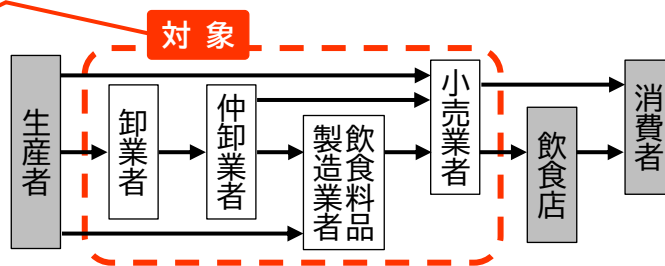 対象
生産者
卸業者
仲卸業者
飲食料品
製造業者
小売業者
飲食店
消費者